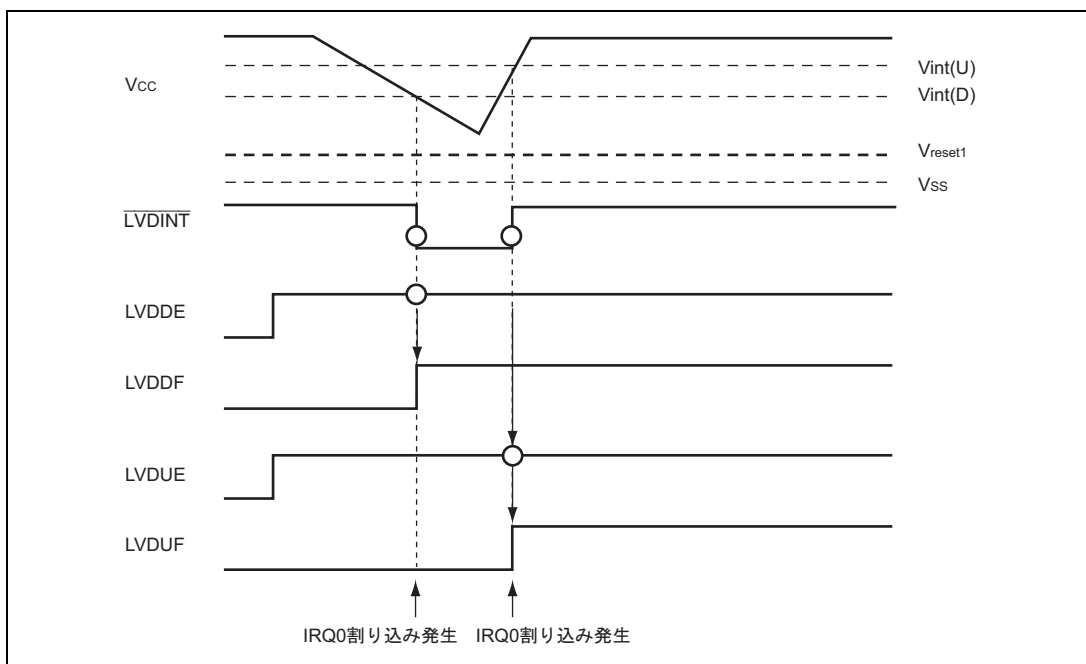 Vcc
Vint(U)
Vint(D)
Vreset1
Vss
LVDINT
LVDDE
LVDDF
LVDUE
LVDUF
IRQ0割り込み発生 IRQ0割り込み発生